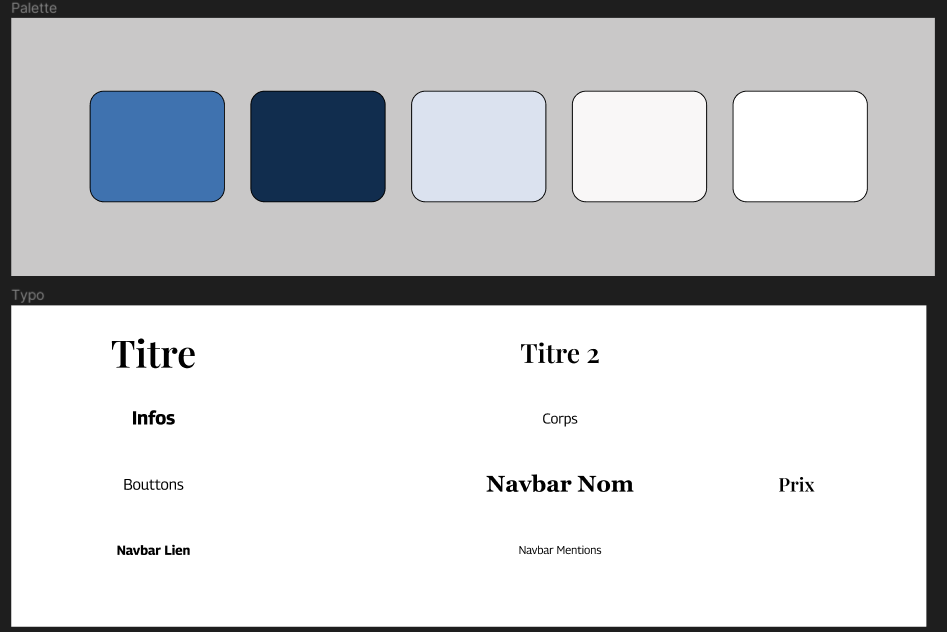 Palette
Typo
Titre
Titre 2
Infos
Corps
Bouttons
Navbar Nom
Prix
Navbar Lien
Navbar Mentions